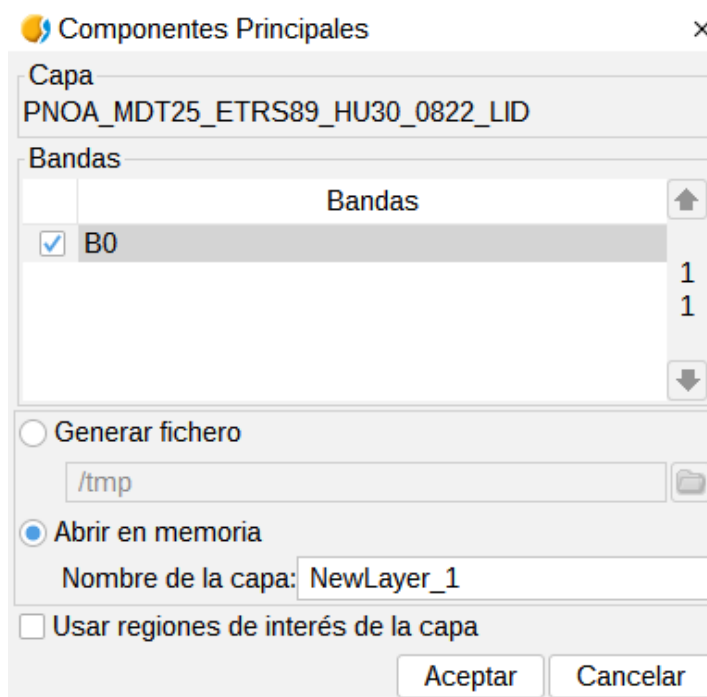 Componentes Principales
Capa
PNOA_MDT25_ETRS89_HU30_0822_LID
Bandas
Bandas
B0
1
1
Generar fichero
/tmp
Abrir en memoria
Nombre de la capa: NewLayer_1
Usar regiones de interés de la capa
Aceptar Cancelar